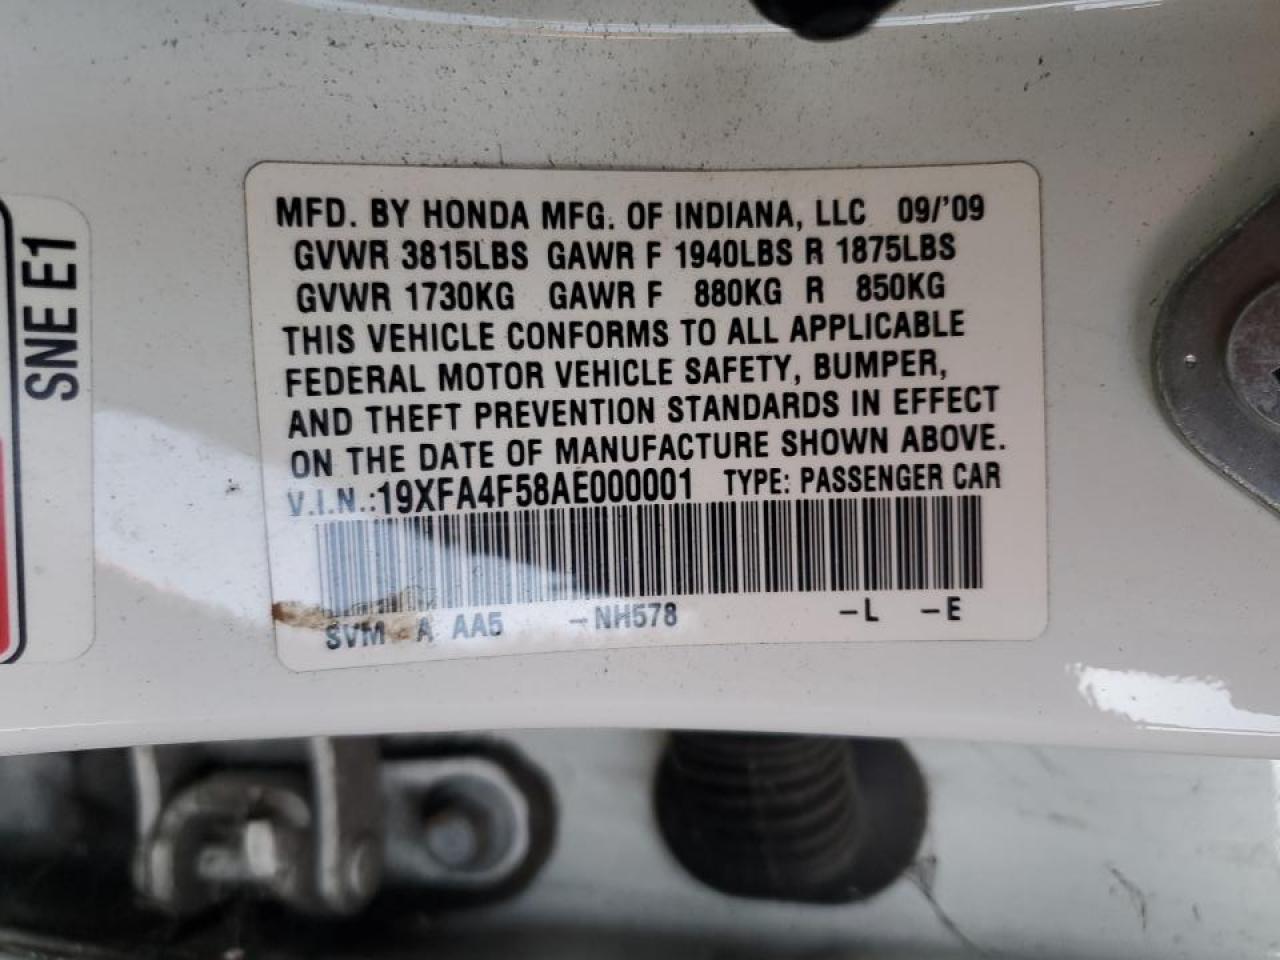 MFD. BY HONDA MFG. OF INDIANA, LLC 09/'09
GVWR 3815LBS GAWR F 1940LBS R 1875LBS
GVWR 1730KG GAWR F 880KG R 850KG
THIS VEHICLE CONFORMS TO ALL APPLICABLE
FEDERAL MOTOR VEHICLE SAFETY, BUMPER,
AND THEFT PREVENTION STANDARDS IN EFFECT
ON THE DATE OF MANUFACTURE SHOWN ABOVE.
V.I.N.:19XFA4F58AE000001 TYPE: PASSENGER CAR
SVM A AA5 -NH578 -L -E
SNE E1